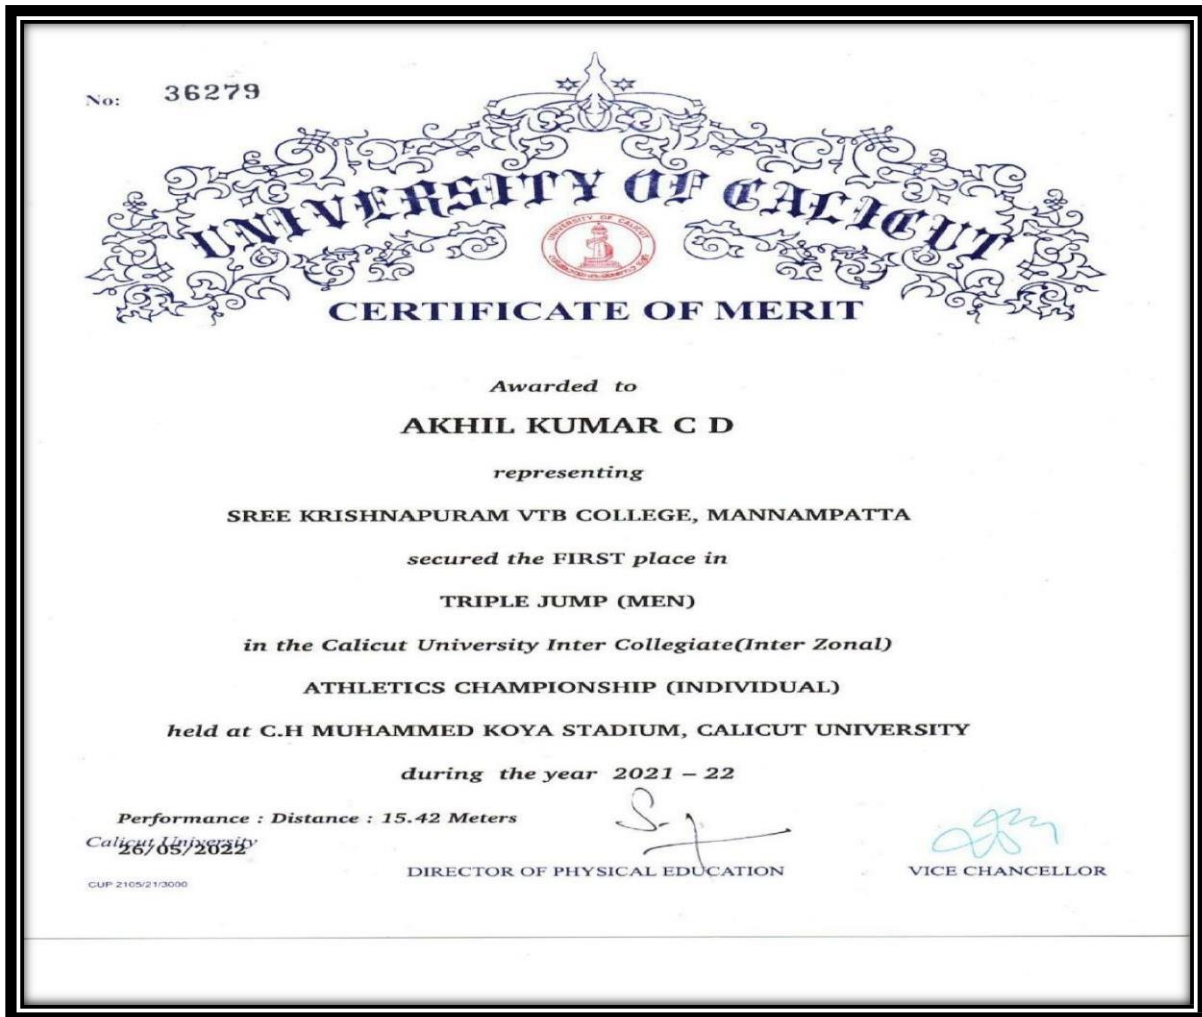 No: 36279
UNIVERSITY OF CALICUT
UNIVERSITY OF CALICUT
CERTIFICATE OF MERIT
Awarded to
AKHIL KUMAR C D
representing
SREE KRISHNAPURAM VTB COLLEGE, MANNAMPATTA
secured the FIRST place in
TRIPLE JUMP (MEN)
in the Calicut University Inter Collegiate(Inter Zonal)
ATHLETICS CHAMPIONSHIP (INDIVIDUAL)
held at C.H MUHAMMED KOYA STADIUM, CALICUT UNIVERSITY
during the year 2021 – 22
Performance : Distance : 15.42 Meters
Calicut University
26/05/2022
DIRECTOR OF PHYSICAL EDUCATION
VICE CHANCELLOR
CUP 2105/21/3000